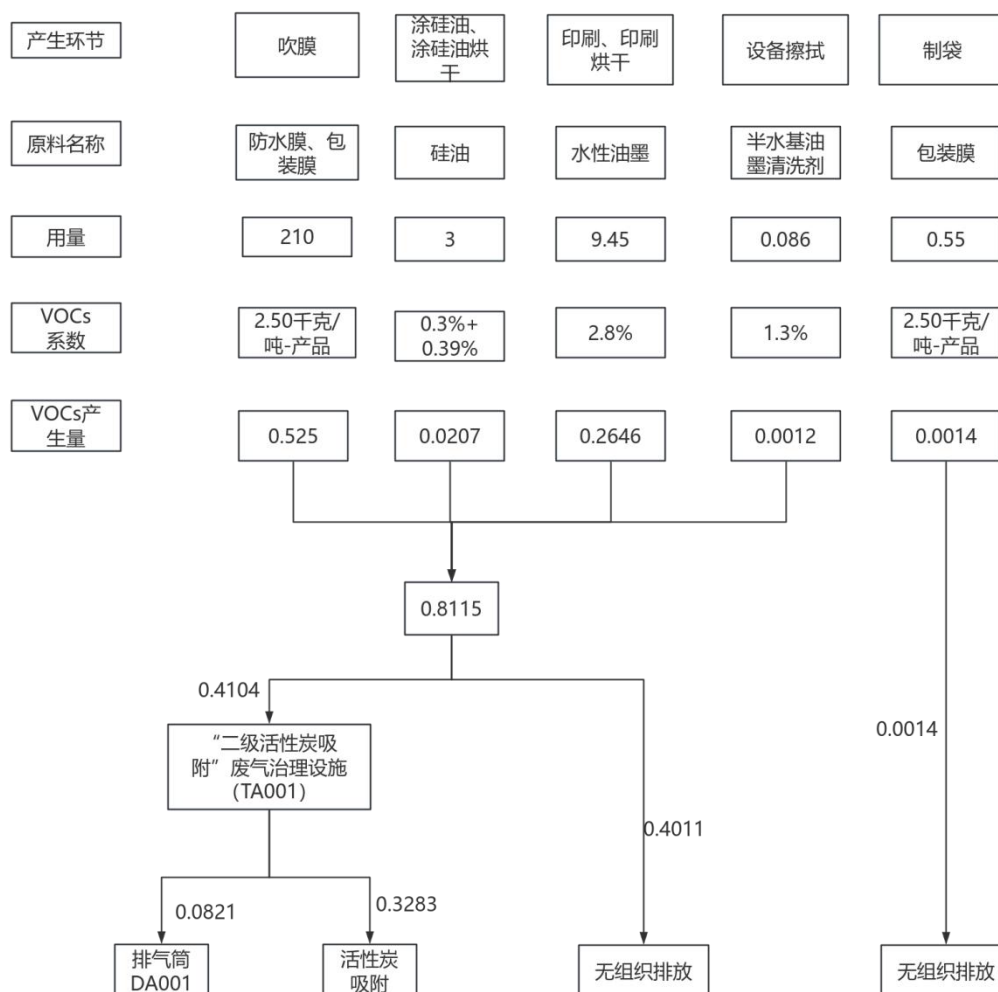 产生环节
吹膜
涂硅油、
涂硅油烘
干
印刷、印刷
烘干
设备擦拭
制袋
原料名称
防水膜、包
装膜
硅油
水性油墨
半水基油
墨清洗剂
包装膜
用量
210
3
9.45
0.086
0.55
VOCs
系数
2.50千克/
吨-产品
0.3%+
0.39%
2.8%
1.3%
2.50千克/
吨-产品
VOCs产
生量
0.525
0.0207
0.2646
0.0012
0.0014
0.8115
0.4104
“二级活性炭吸
附”废气治理设施
（TA001）
0.0014
0.4011
0.0821
0.3283
排气筒
DA001
活性炭
吸附
无组织排放
无组织排放